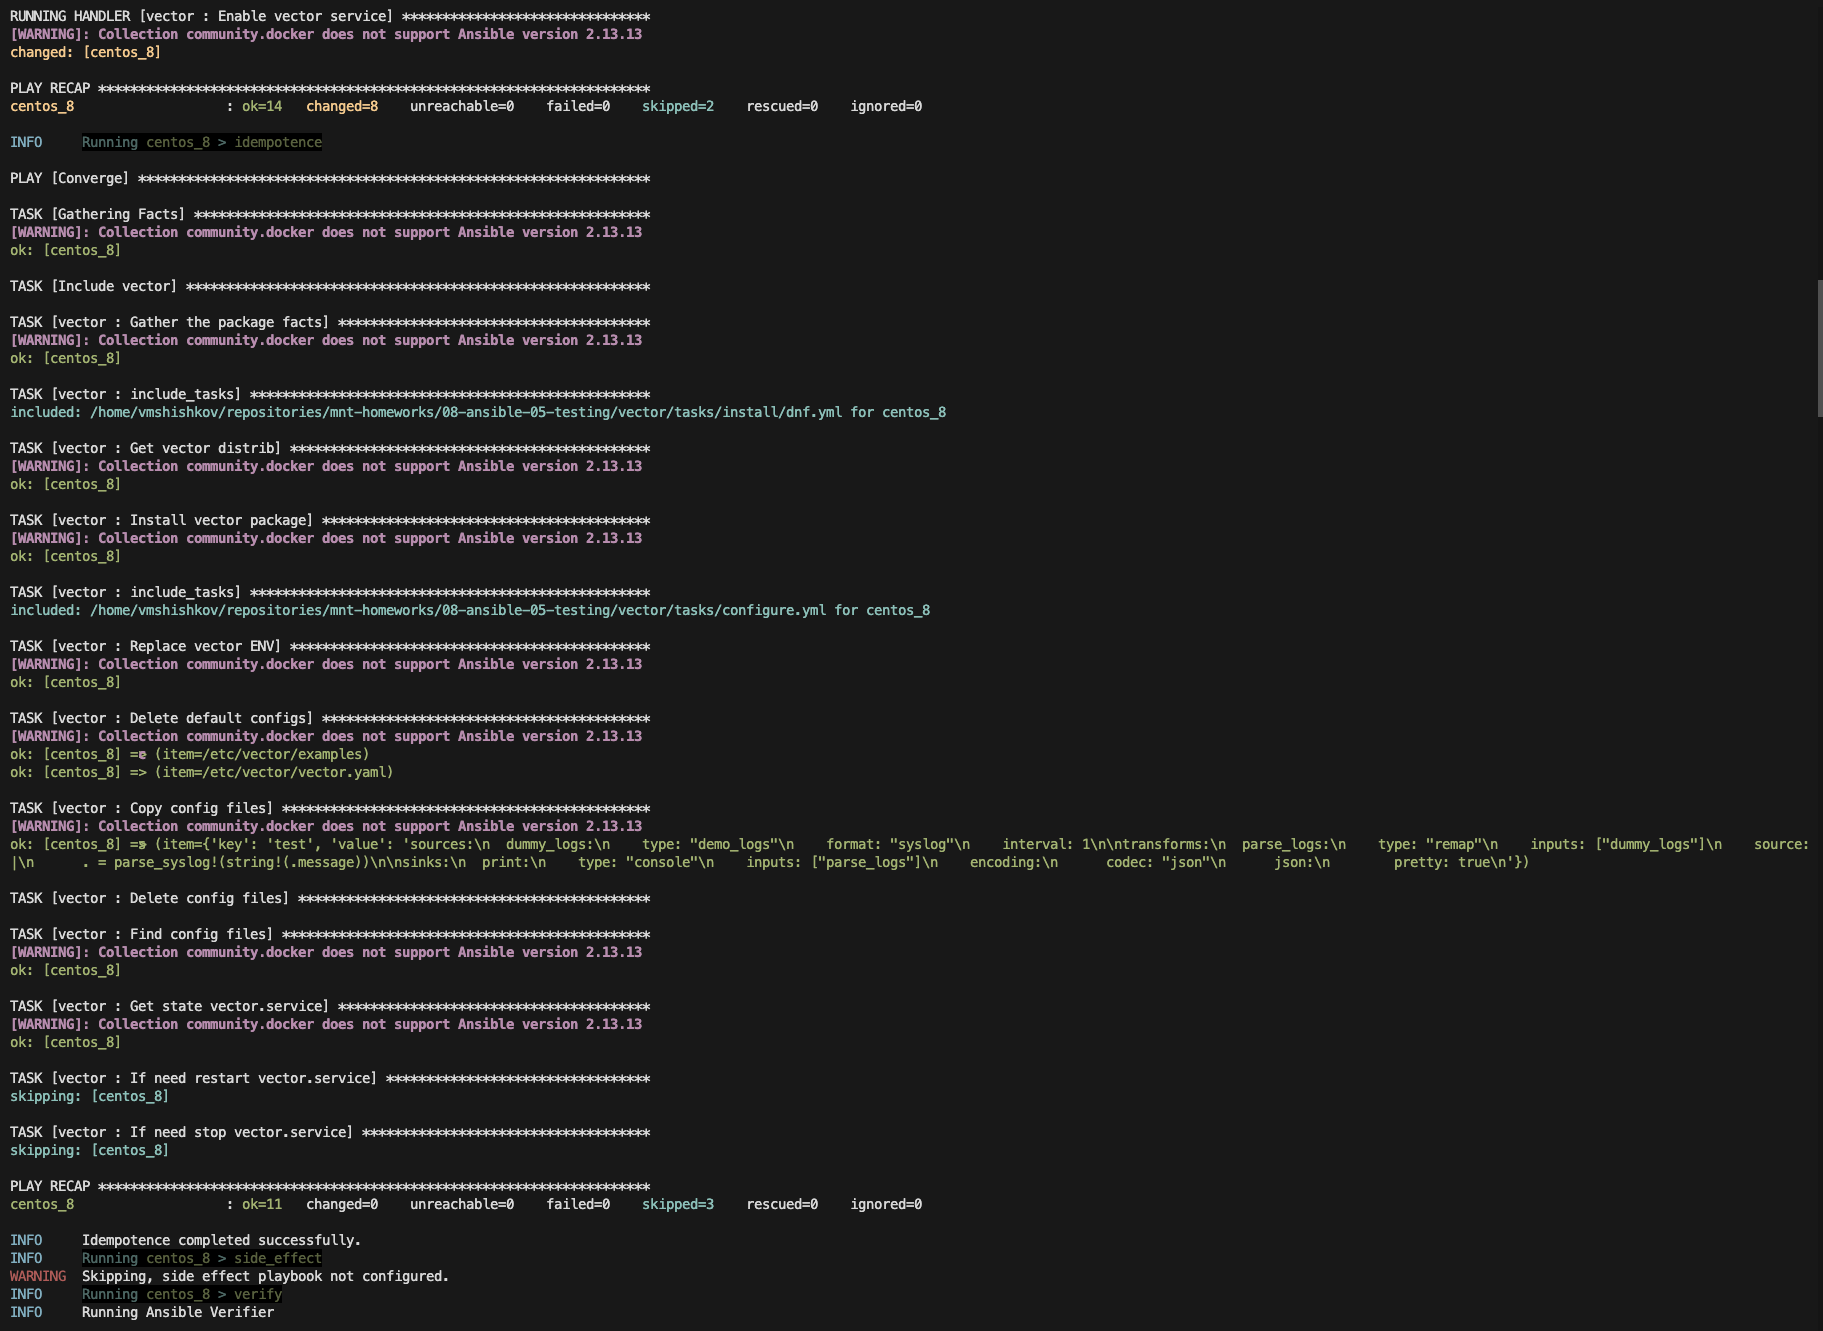 RUNNING HANDLER [vector : Enable vector service] *******************************
[WARNING]: Collection community.docker does not support Ansible version 2.13.13
changed: [centos_8]
PLAY RECAP *********************************************************************
centos_8                   : ok=14   changed=8    unreachable=0    failed=0    skipped=2    rescued=0    ignored=0
INFO     Running centos_8 > idempotence
PLAY [Converge] ****************************************************************
TASK [Gathering Facts] *********************************************************
[WARNING]: Collection community.docker does not support Ansible version 2.13.13
ok: [centos_8]
TASK [Include vector] **********************************************************
TASK [vector : Gather the package facts] ***************************************
[WARNING]: Collection community.docker does not support Ansible version 2.13.13
ok: [centos_8]
TASK [vector : include_tasks] **************************************************
included: /home/vmshishkov/repositories/mnt-homeworks/08-ansible-05-testing/vector/tasks/install/dnf.yml for centos_8
TASK [vector : Get vector distrib] *********************************************
[WARNING]: Collection community.docker does not support Ansible version 2.13.13
ok: [centos_8]
TASK [vector : Install vector package] *****************************************
[WARNING]: Collection community.docker does not support Ansible version 2.13.13
ok: [centos_8]
TASK [vector : include_tasks] **************************************************
included: /home/vmshishkov/repositories/mnt-homeworks/08-ansible-05-testing/vector/tasks/configure.yml for centos_8
TASK [vector : Replace vector ENV] *********************************************
[WARNING]: Collection community.docker does not support Ansible version 2.13.13
ok: [centos_8]
TASK [vector : Delete default configs] *****************************************
[WARNING]: Collection community.docker does not support Ansible version 2.13.13
ok: [centos_8] => (item=/etc/vector/examples)
ok: [centos_8] => (item=/etc/vector/vector.yaml)
TASK [vector : Copy config files] **********************************************
[WARNING]: Collection community.docker does not support Ansible version 2.13.13
ok: [centos_8] => (item={'key': 'test', 'value': 'sources:\n  dummy_logs:\n    type: "demo_logs"\n    format: "syslog"\n    interval: 1\n\ntransforms:\n  parse_logs:\n    type: "remap"\n    inputs: ["dummy_logs"]\n    source:
|\n      . = parse_syslog!(string!(.message))\n\nsinks:\n  print:\n    type: "console"\n    inputs: ["parse_logs"]\n    encoding:\n      codec: "json"\n      json:\n        pretty: true\n'})
TASK [vector : Delete config files] ********************************************
TASK [vector : Find config files] **********************************************
[WARNING]: Collection community.docker does not support Ansible version 2.13.13
ok: [centos_8]
TASK [vector : Get state vector.service] ***************************************
[WARNING]: Collection community.docker does not support Ansible version 2.13.13
ok: [centos_8]
TASK [vector : If need restart vector.service] *********************************
skipping: [centos_8]
TASK [vector : If need stop vector.service] ************************************
skipping: [centos_8]
PLAY RECAP *********************************************************************
centos_8                   : ok=11   changed=0    unreachable=0    failed=0    skipped=3    rescued=0    ignored=0
INFO     Idempotence completed successfully.
INFO     Running centos_8 > side_effect
WARNING  Skipping, side effect playbook not configured.
INFO     Running centos_8 > verify
INFO     Running Ansible Verifier